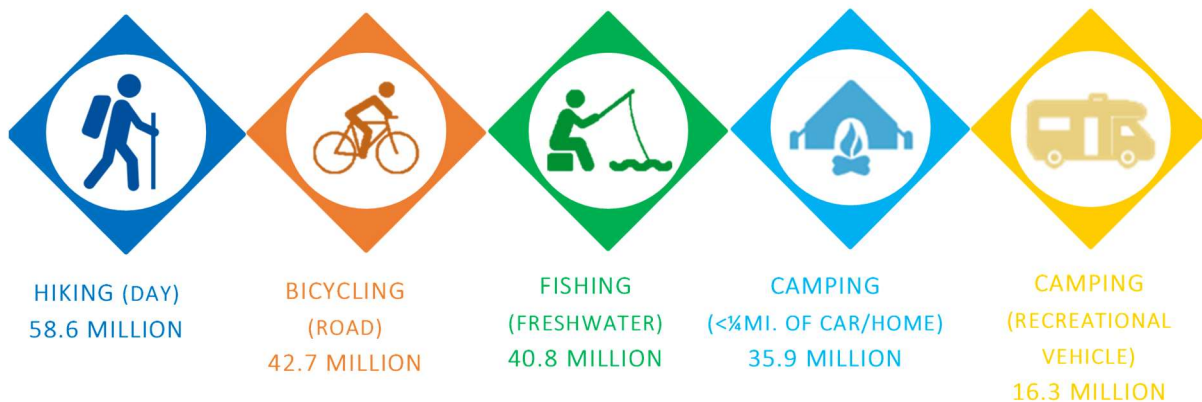 HIKING (DAY)
58.6 MILLION
BICYCLING
(ROAD)
42.7 MILLION
FISHING
(FRESHWATER)
40.8 MILLION
CAMPING
(<¼MI. OF CAR/HOME)
35.9 MILLION
CAMPING
(RECREATIONAL
VEHICLE)
16.3 MILLION